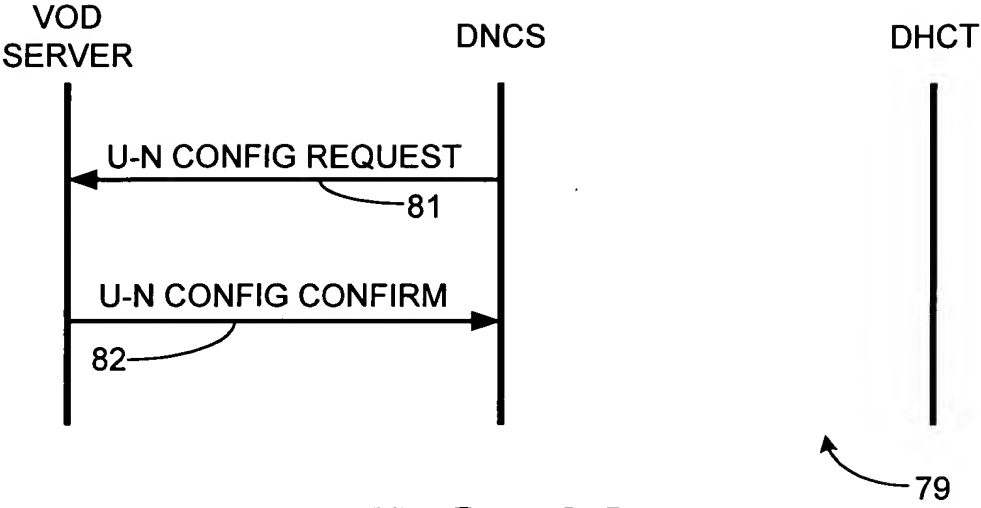 VOD
SERVER
DNCS
DHCT
U-N CONFIG REQUEST
81
U-N CONFIG CONFIRM
82
79